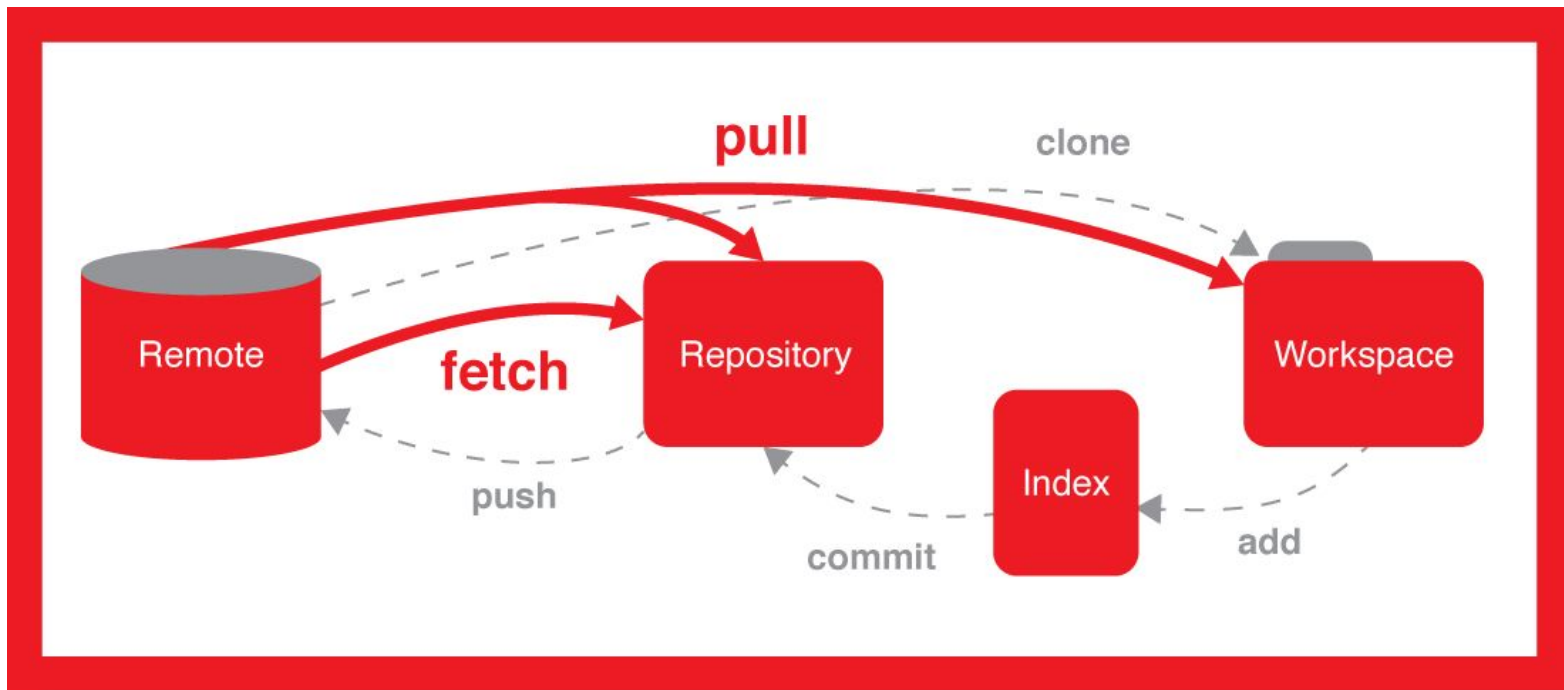 pull
clone
Remote
fetch
Repository
Workspace
push
Index
commit
add